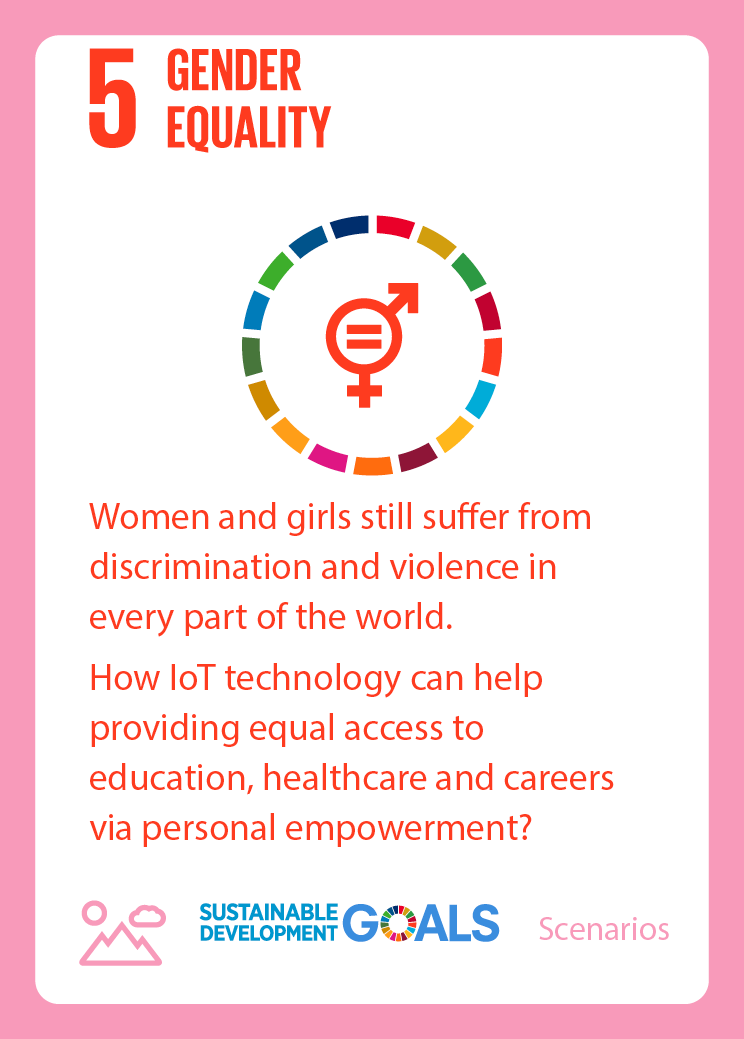 5 GENDER
EQUALITY
Women and girls still suffer from
discrimination and violence in
every part of the world.
How IoT technology can help
providing equal access to
education, healthcare and careers
via personal empowerment?
SUSTAINABLE
DEVELOPMENT GOALS
Scenarios